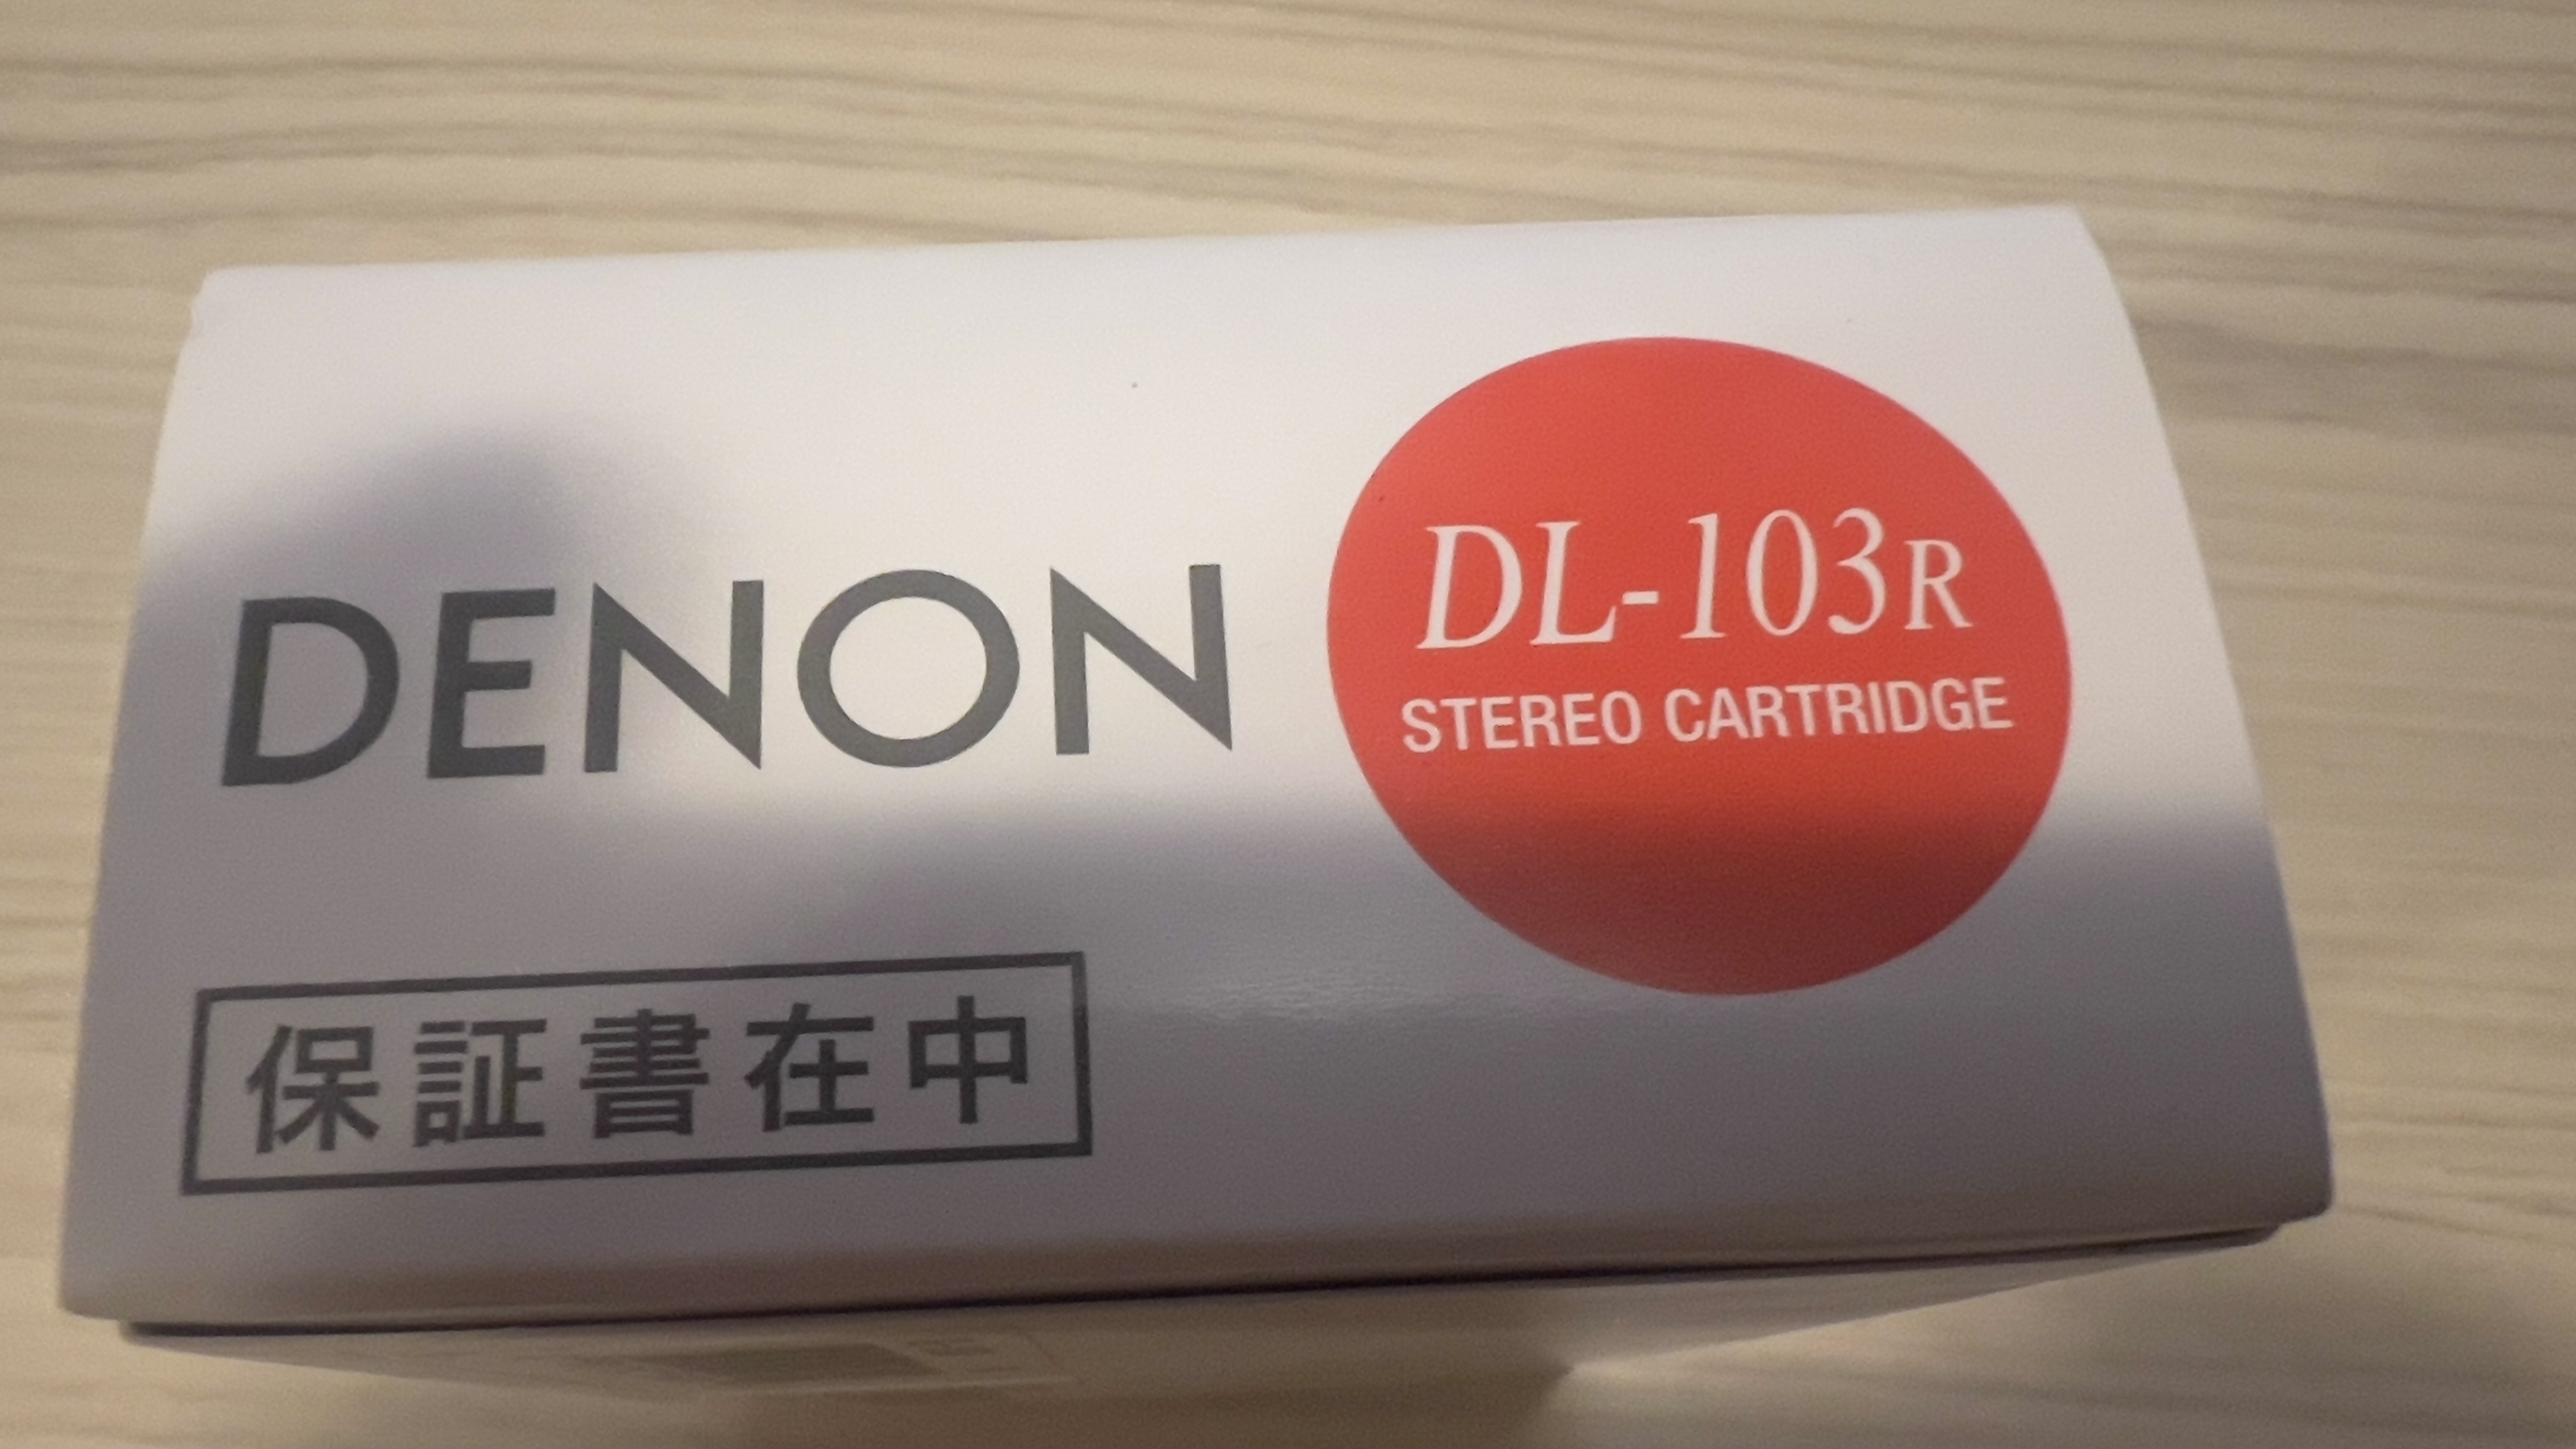 DENON
DL-103R
STEREO CARTRIDGE
保証書在中